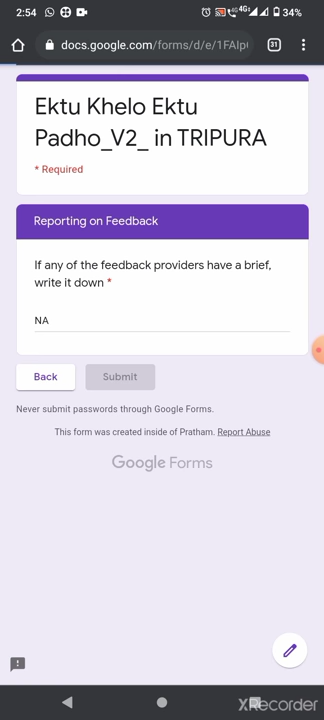 2:54
4G
4G
34%
docs.google.com/forms/d/e/1FAIp
31
Ektu Khelo Ektu
Padho_V2_ in TRIPURA
* Required
Reporting on Feedback
If any of the feedback providers have a brief,
write it down *
NA
Back
Submit
Never submit passwords through Google Forms.
This form was created inside of Pratham. Report Abuse
Google Forms
XRecorder